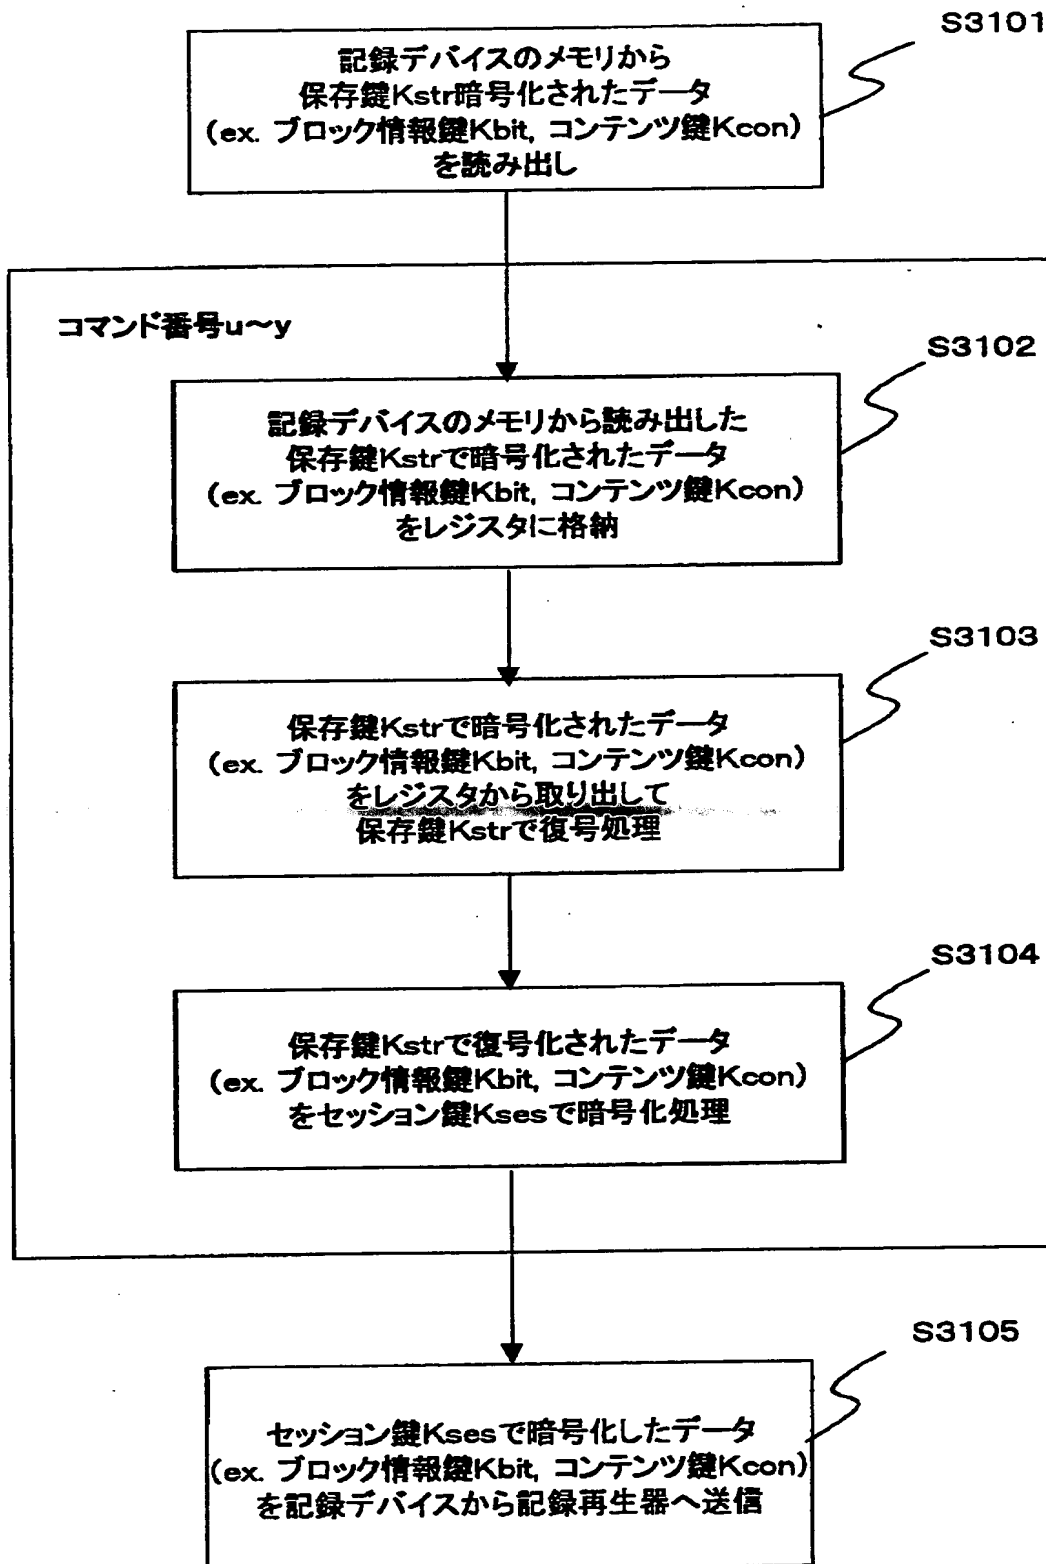 S3101
記録デバイスのメモリから
保存鍵Kstr暗号化されたデータ
(ex. ブロック情報鍵Kbit, コンテンツ鍵Kcon)
を読み出し
コマンド番号u～y
S3102
記録デバイスのメモリから読み出した
保存鍵Kstrで暗号化されたデータ
(ex. ブロック情報鍵Kbit, コンテンツ鍵Kcon)
をレジスタに格納
S3103
保存鍵Kstrで暗号化されたデータ
(ex. ブロック情報鍵Kbit, コンテンツ鍵Kcon)
をレジスタから取り出して
保存鍵Kstrで復号処理
S3104
保存鍵Kstrで復号化されたデータ
(ex. ブロック情報鍵Kbit, コンテンツ鍵Kcon)
をセッション鍵Ksesで暗号化処理
S3105
セッション鍵Ksesで暗号化したデータ
(ex. ブロック情報鍵Kbit, コンテンツ鍵Kcon)
を記録デバイスから記録再生器へ送信